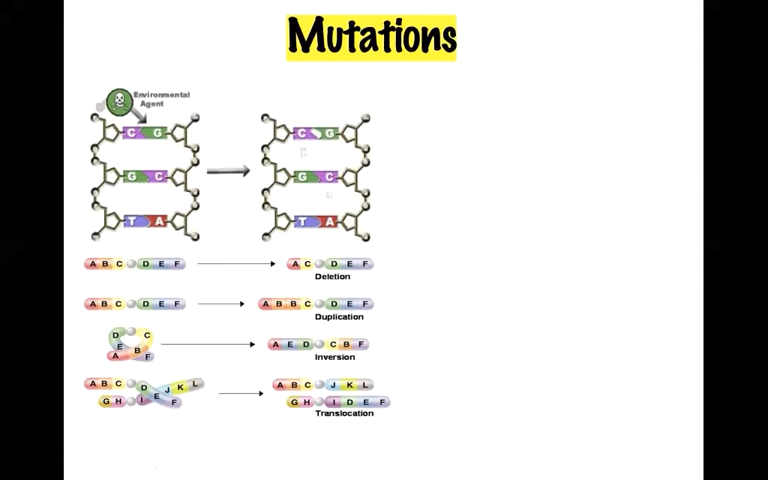 Mutations
Environmental
Agent
C G
C G
G C
G C
T A
T A
A B C D E F
A C D E F
Deletion
A B C D E F
A B B C D E F
Duplication
D C
E B
A F
A E D C B F
Inversion
A B C D J K L
G H I E F
A B C J K L
G H I D E F
Translocation